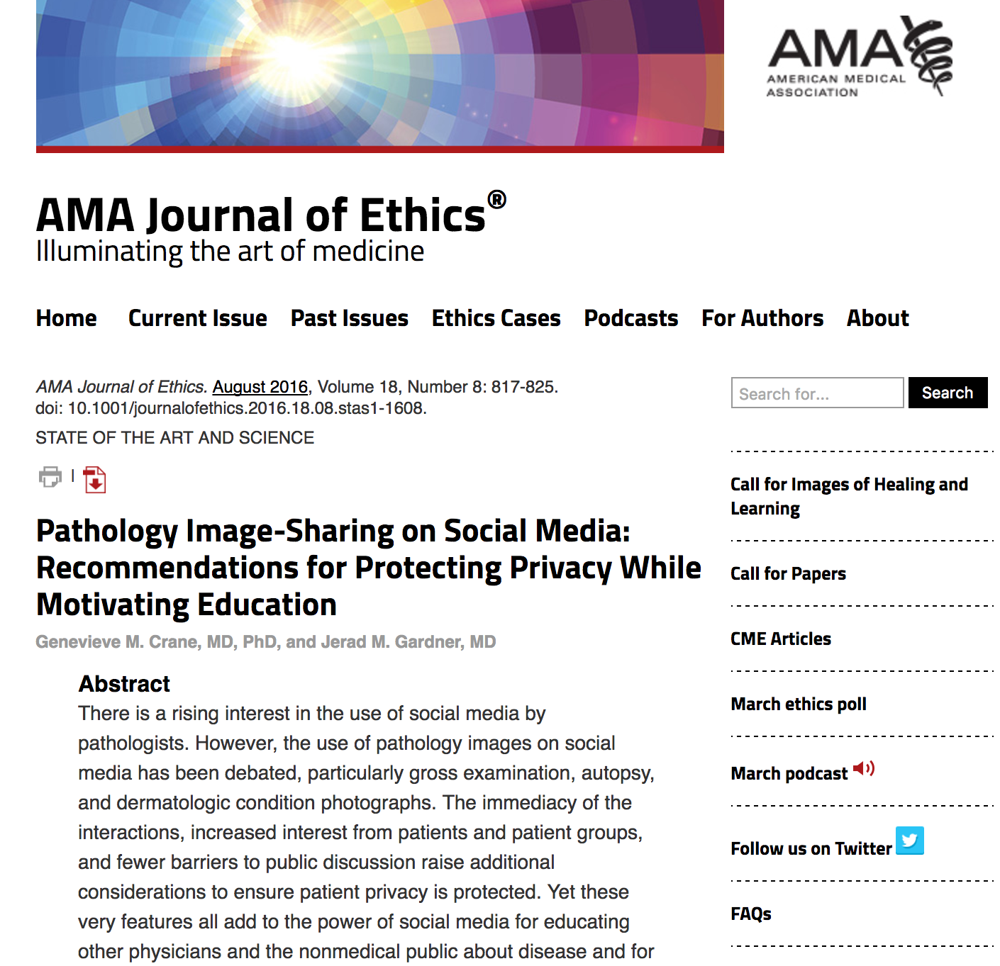 AMA
AMERICAN MEDICAL
ASSOCIATION
AMA Journal of Ethics®
Illuminating the art of medicine
Home Current Issue Past Issues Ethics Cases Podcasts For Authors About
AMA Journal of Ethics. August 2016, Volume 18, Number 8: 817-825.
doi: 10.1001/journalofethics.2016.18.08.stas1-1608.
STATE OF THE ART AND SCIENCE
|
Pathology Image-Sharing on Social Media:
Recommendations for Protecting Privacy While
Motivating Education
Genevieve M. Crane, MD, PhD, and Jerad M. Gardner, MD
Abstract
There is a rising interest in the use of social media by
pathologists. However, the use of pathology images on social
media has been debated, particularly gross examination, autopsy,
and dermatologic condition photographs. The immediacy of the
interactions, increased interest from patients and patient groups,
and fewer barriers to public discussion raise additional
considerations to ensure patient privacy is protected. Yet these
very features all add to the power of social media for educating
other physicians and the nonmedical public about disease and for
Search for... Search
Call for Images of Healing and
Learning
Call for Papers
CME Articles
March ethics poll
March podcast
Follow us on Twitter
FAQs